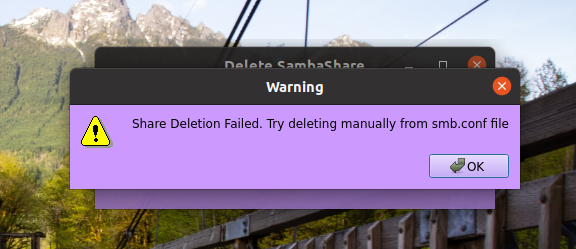 Delete SambaShare
Warning
Share Deletion Failed. Try deleting manually from smb.conf file
OK